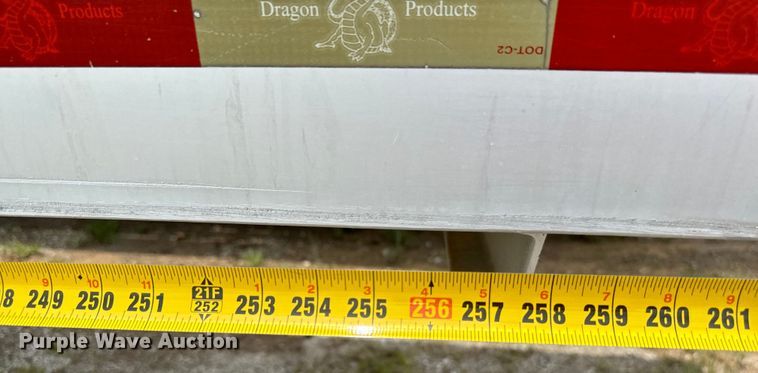 Products
Dragon Products
Dragon
DOT-C2
9 10 11 21F 1 2 3 4 5 6 7 8 9
8 249 250 251 252 253 254 255 256 257 258 259 260 261
Purple Wave Auction